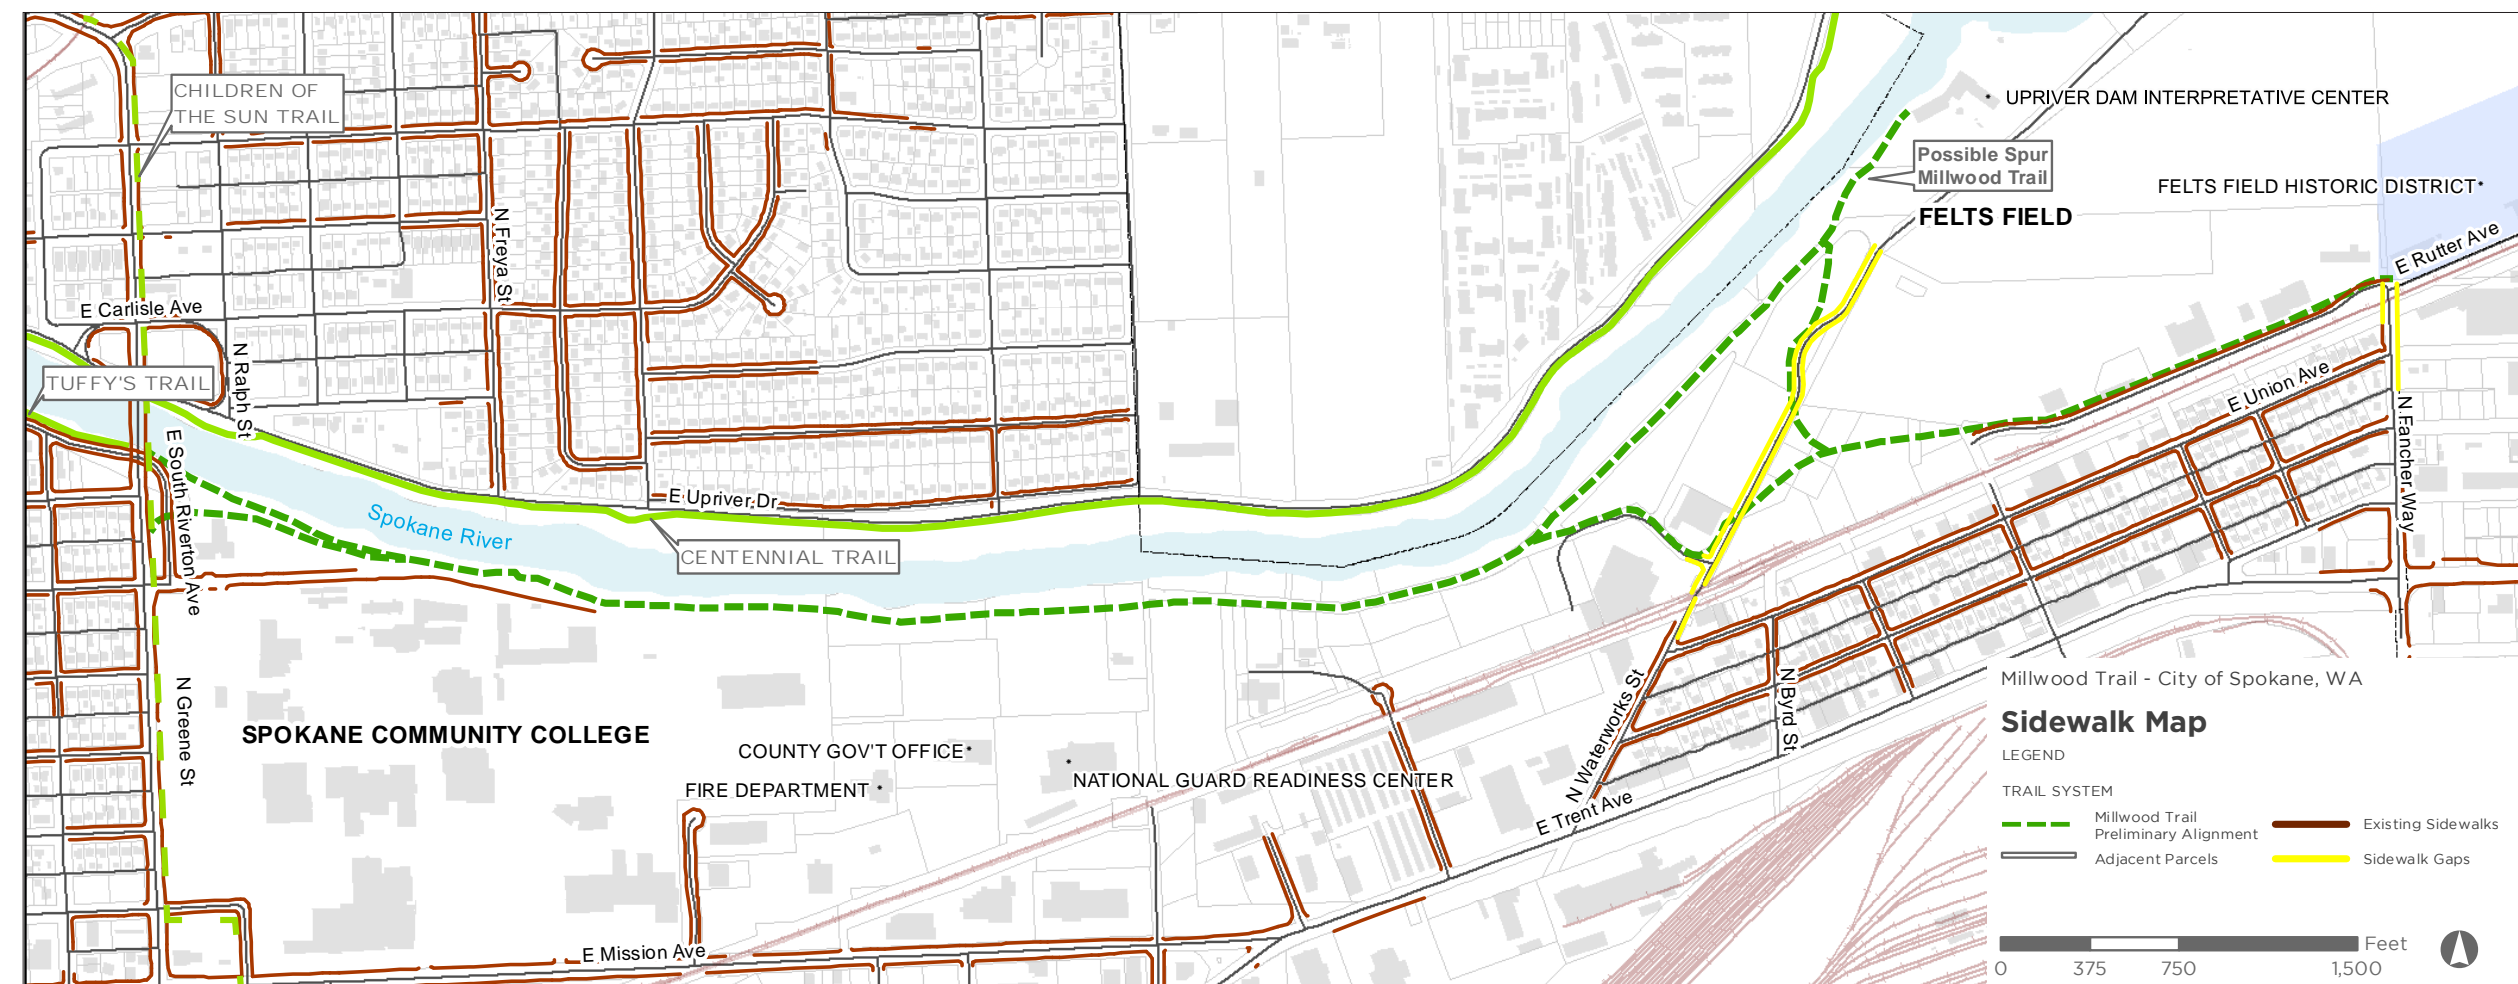 CHILDREN OF
THE SUN TRAIL
UPRIVER DAM INTERPRETATIVE CENTER
Possible Spur
Millwood Trail
FELTS FIELD HISTORIC DISTRICT
FELTS FIELD
E Rutter Ave
N Freya St
E Carlisle Ave
N Ralph St
TUFFY'S TRAIL
E Union Ave
N Fancher Way
E South Riverton Ave
E Upriver Dr
Spokane River
CENTENNIAL TRAIL
N Greene St
SPOKANE COMMUNITY COLLEGE
COUNTY GOV'T OFFICE
FIRE DEPARTMENT
NATIONAL GUARD READINESS CENTER
N Waterworks St
N Byrd St
E Trent Ave
E Mission Ave
Millwood Trail - City of Spokane, WA
Sidewalk Map
LEGEND
TRAIL SYSTEM
Millwood Trail
Preliminary Alignment
Existing Sidewalks
Adjacent Parcels
Sidewalk Gaps
Feet
0 375 750 1,500